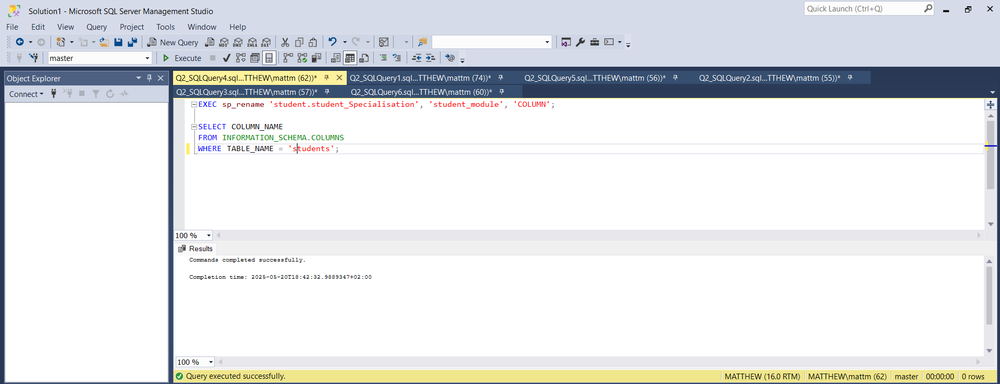 Solution1 - Microsoft SQL Server Management Studio
Quick Launch (Ctrl+Q)
File Edit View Query Project Tools Window Help
New Query MDX DMX XMLA DAX
master Execute
Object Explorer
Connect
Q2_SQLQuery4.sql...TTHEW\mattm (62))* Q2_SQLQuery1.sql...TTHEW\mattm (74))* Q2_SQLQuery5.sql...TTHEW\mattm (56))* Q2_SQLQuery2.sql...TTHEW\mattm (55))*
Q2_SQLQuery3.sql...TTHEW\mattm (57))* Q2_SQLQuery6.sql...TTHEW\mattm (60))*
EXEC sp_rename 'student.student_Specialisation', 'student_module', 'COLUMN';
SELECT COLUMN_NAME
FROM INFORMATION_SCHEMA.COLUMNS
WHERE TABLE_NAME = 'students';
100 %
Results
Commands completed successfully.
Completion time: 2025-05-20T18:42:32.9889347+02:00
100 %
Query executed successfully. MATTHEW (16.0 RTM) MATTHEW\mattm (62) master 00:00:00 0 rows